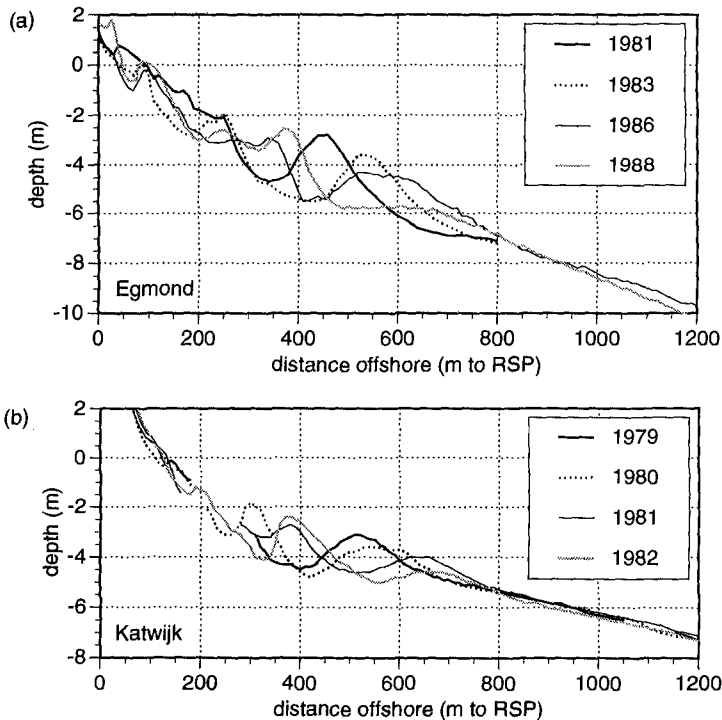 (a)
2
0
-2
-4
-6
-8
-10
depth (m)
1981
1983
1986
1988
Egmond
0 200 400 600 800 1000 1200
distance offshore (m to RSP)
(b)
2
0
-2
-4
-6
-8
depth (m)
1979
1980
1981
1982
Katwijk
0 200 400 600 800 1000 1200
distance offshore (m to RSP)